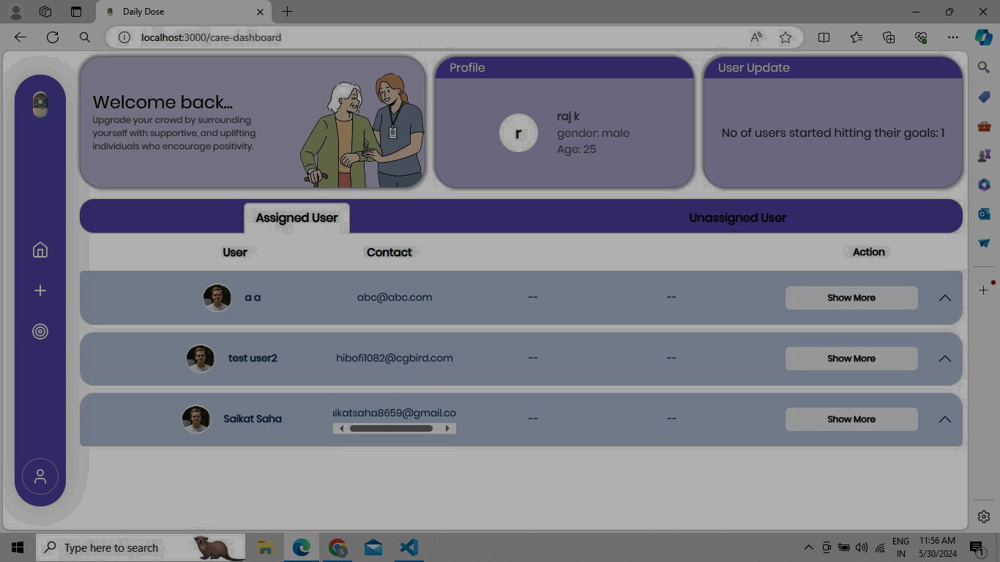 Daily Dose
localhost:3000/care-dashboard
Welcome back...
Upgrade your crowd by surrounding
yourself with supportive, and uplifting
individuals who encourage positivity.
Profile
r
raj k
gender: male
Age: 25
User Update
No of users started hitting their goals: 1
Assigned User
Unassigned User
User
Contact
Action
a a
abc@abc.com
--
--
Show More
test user2
hibofi1082@cgbird.com
--
--
Show More
Saikat Saha
ikatsaha8659@gmail.co
--
--
Show More
Type here to search
ENG
IN
11:56 AM
5/30/2024
1